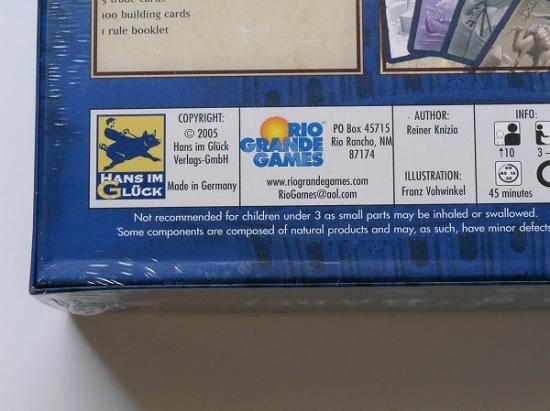 5 trade cards
100 building cards
1 rule booklet
HANS IM
GLÜCK
COPYRIGHT:
© 2005
Hans im Glück
Verlags-GmbH
Made in Germany
RIO
GRANDE
GAMES
PO Box 45715
Rio Rancho, NM
87174
www.riograndegames.com
RioGames@aol.com
AUTHOR:
Reiner Knizia
ILLUSTRATION:
Franz Vohwinkel
INFO:
↑10
3 –
45 minutes
Not recommended for children under 3 as small parts may be inhaled or swallowed.
Some components are composed of natural products and may, as such, have minor defects